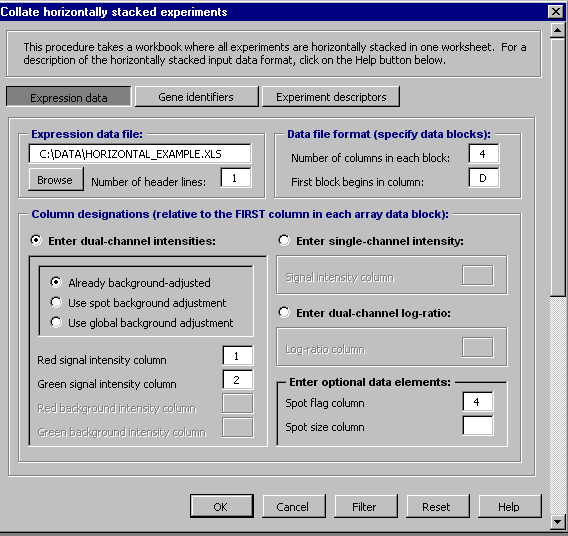 Collate horizontally stacked experiments
This procedure takes a workbook where all experiments are horizontally stacked in one worksheet. For a
description of the horizontally stacked input data format, click on the Help button below.
Expression data Gene identifiers Experiment descriptors
Expression data file:
C:\DATA\HORIZONTAL_EXAMPLE.XLS
Browse Number of header lines: 1
Data file format (specify data blocks):
Number of columns in each block: 4
First block begins in column: D
Column designations (relative to the FIRST column in each array data block):
Enter dual-channel intensities:
Already background-adjusted
Use spot background adjustment
Use global background adjustment
Red signal intensity column 1
Green signal intensity column 2
Red background intensity column
Green background intensity column
Enter single-channel intensity:
Signal intensity column
Enter dual-channel log-ratio:
Log-ratio column
Enter optional data elements:
Spot flag column 4
Spot size column
OK Cancel Filter Reset Help